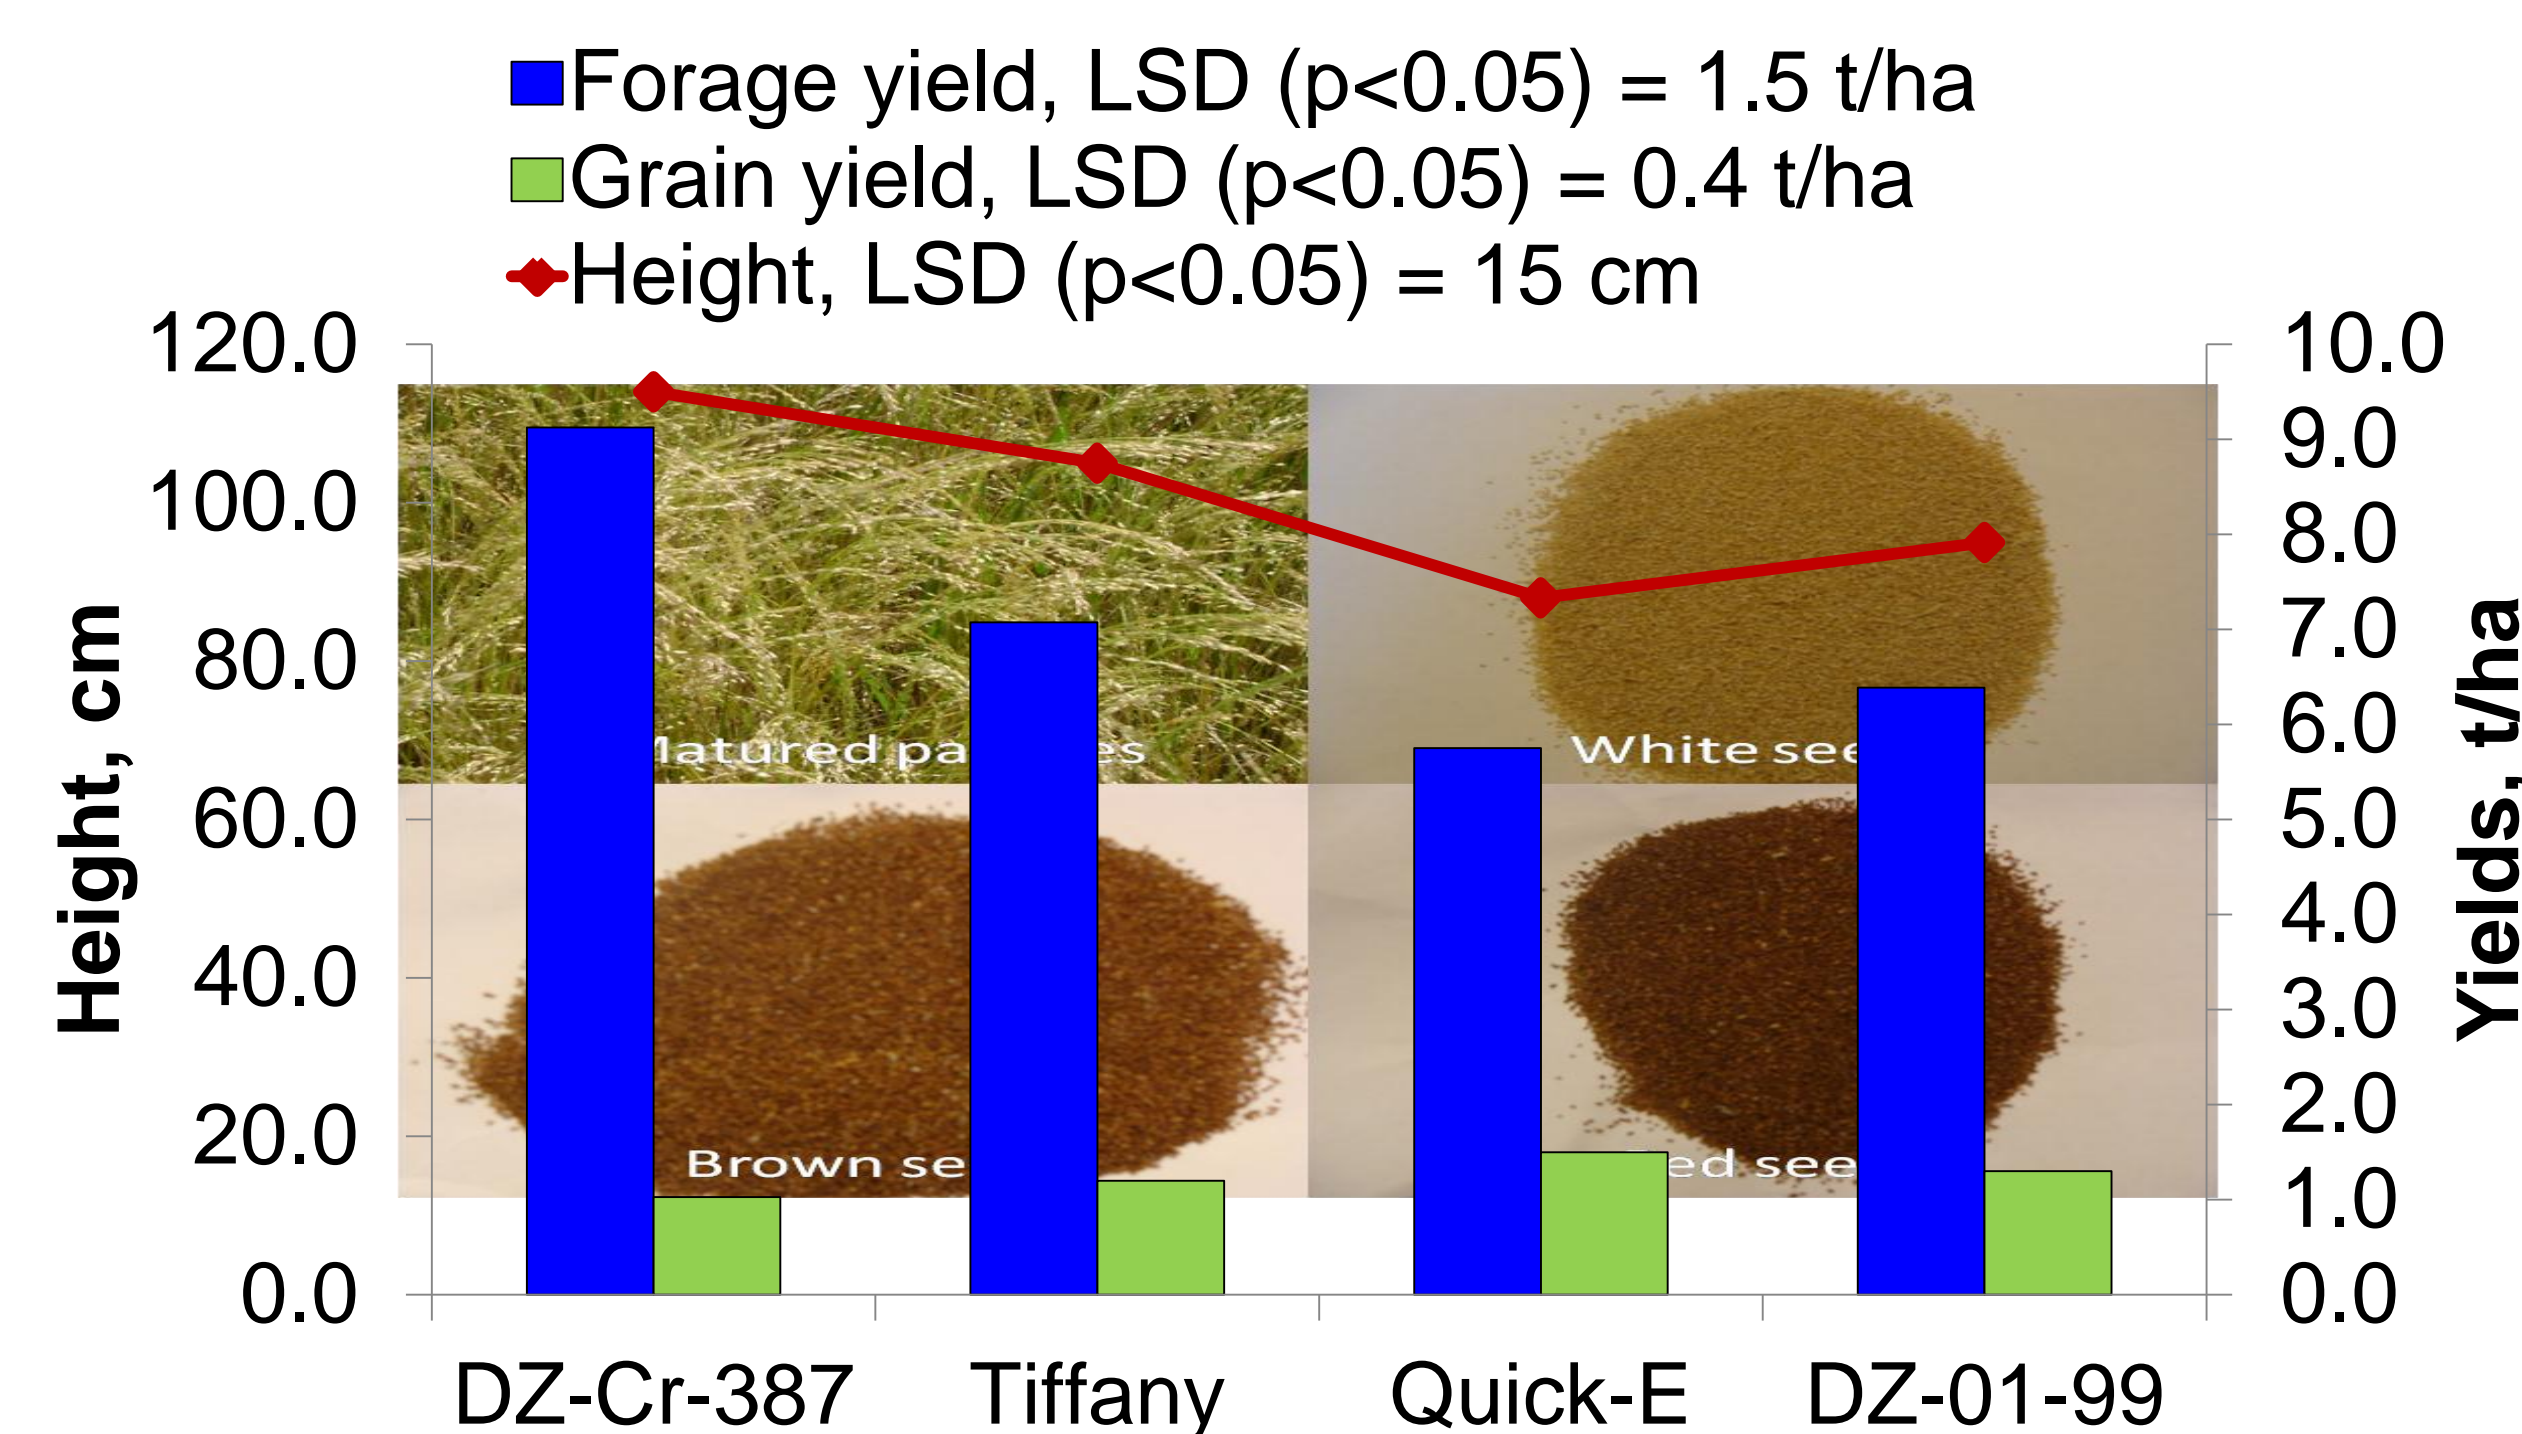 Forage yield, LSD (p<0.05) = 1.5 t/ha
Grain yield, LSD (p<0.05) = 0.4 t/ha
Height, LSD (p<0.05) = 15 cm
120.0
100.0
80.0
60.0
40.0
20.0
0.0
Height, cm
10.0
9.0
8.0
7.0
6.0
5.0
4.0
3.0
2.0
1.0
0.0
Yields, t/ha
Matured
White
Brown
DZ-Cr-387
Tiffany
Quick-E
DZ-01-99